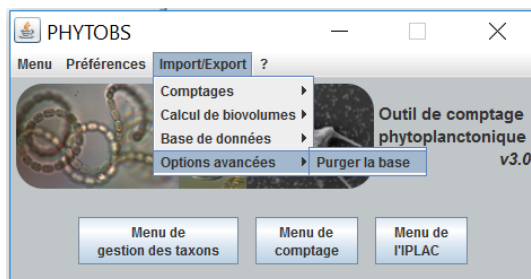 PHYTOBS
Menu Préférences Import/Export ?
Comptages
Calcul de biovolumes
Base de données
Options avancées
Purger la base
Outil de comptage
phytoplanctonique
v3.0
Menu de
gestion des taxons
Menu de
comptage
Menu de
l'IPLAC